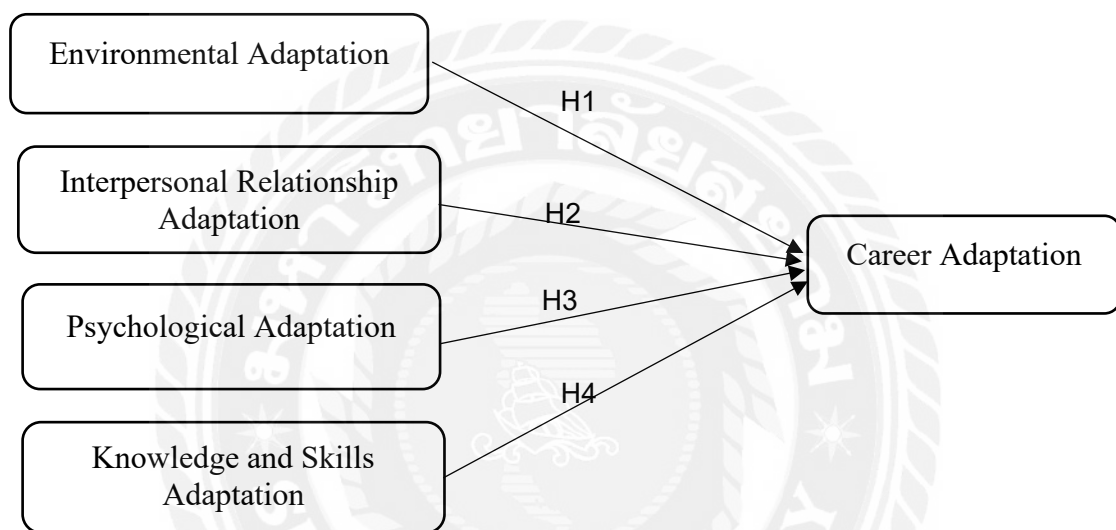 Environmental Adaptation
H1
Interpersonal Relationship
Adaptation
H2
Career Adaptation
Psychological Adaptation
H3
H4
Knowledge and Skills
Adaptation